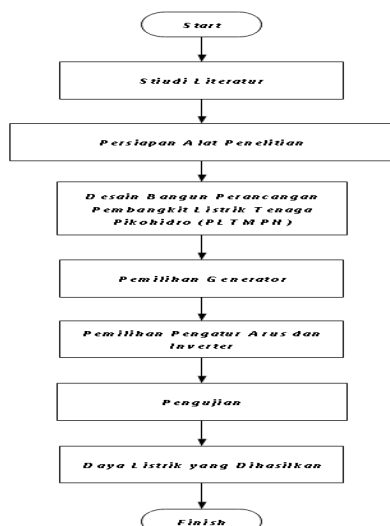 Start
Stiudi Literatur
Persiapan Alat Penelitian
Desain Bangun Perancangan
Pembangkit Listrik Tenaga
Pikohidro (PLTMPH)
Pemilihan Generator
Pemilihan Pengatur Arus dan
Inverter
Pengujian
Daya Listrik yang Dihasilkan
Finish